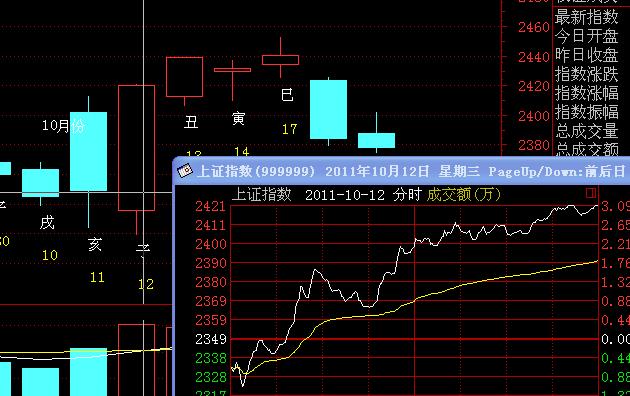 2460
2440
2420
2400
2380
最新指数
今日开盘
昨日收盘
指数涨跌
指数涨幅
指数振幅
总成交量
总成交额
10月份
丑
寅
巳
13
14
17
戌
亥
10
11
12
上证指数(999999) 2011年10月12日 星期三 PageUp/Down:前后日
上证指数 2011-10-12 分时 成交额(万)
2421
2411
2400
2390
2380
2369
2359
2349
2338
2328
2317
3.09
2.65
2.21
1.76
1.32
0.88
0.44
0.00
0.44
0.88